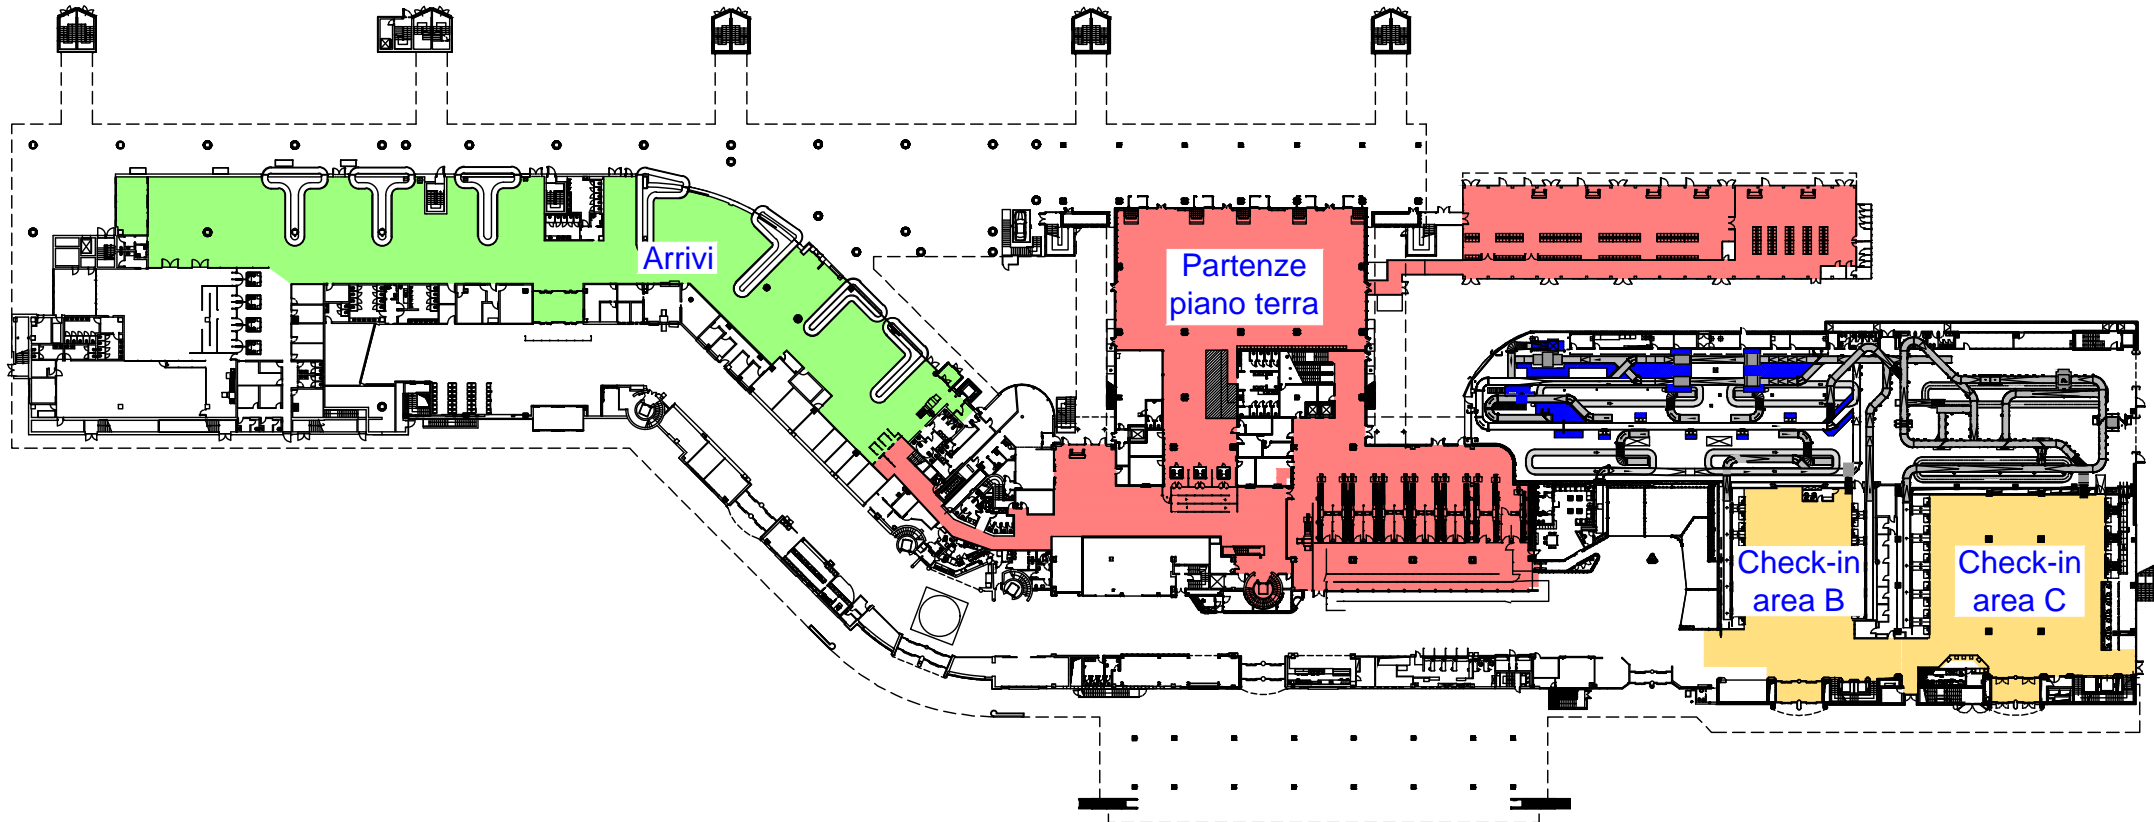 Arrivi
Partenze
piano terra
Check-in
area B
Check-in
area C